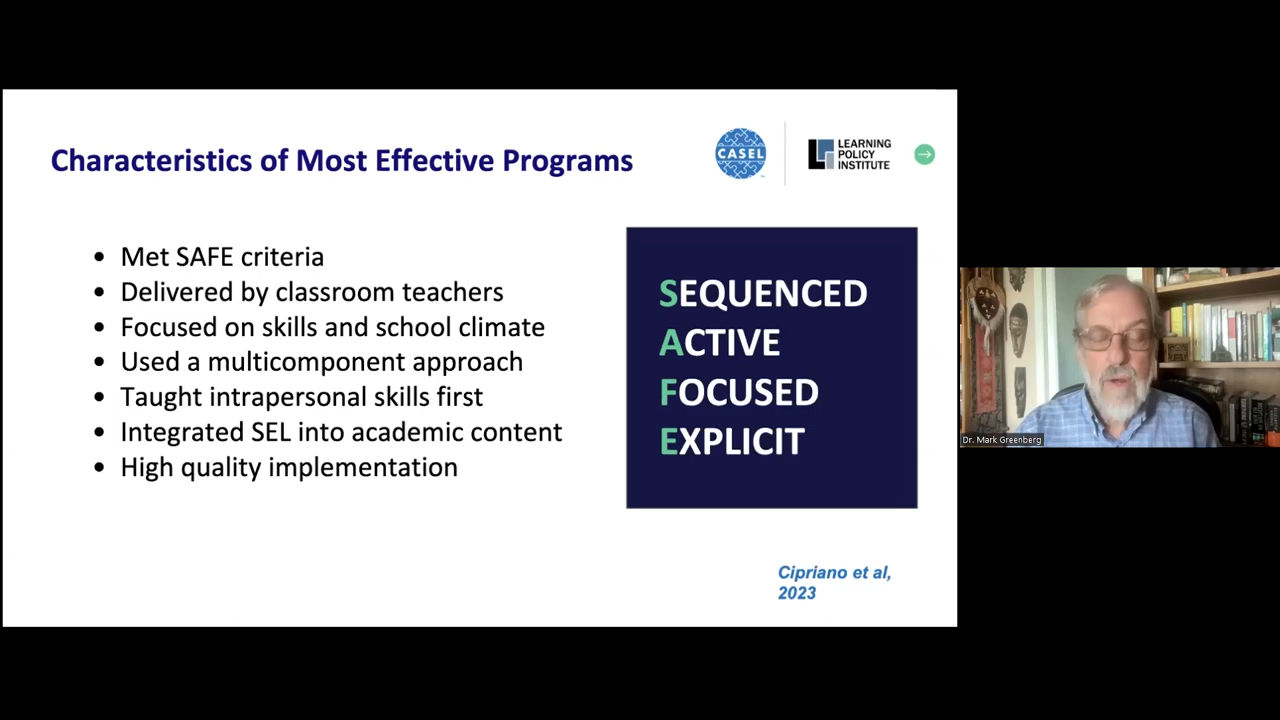 Characteristics of Most Effective Programs
CASEL
LEARNING
POLICY
INSTITUTE
• Met SAFE criteria
• Delivered by classroom teachers
• Focused on skills and school climate
• Used a multicomponent approach
• Taught intrapersonal skills first
• Integrated SEL into academic content
• High quality implementation
SEQUENCED
ACTIVE
FOCUSED
EXPLICIT
Cipriano et al,
2023
Dr. Mark Greenberg